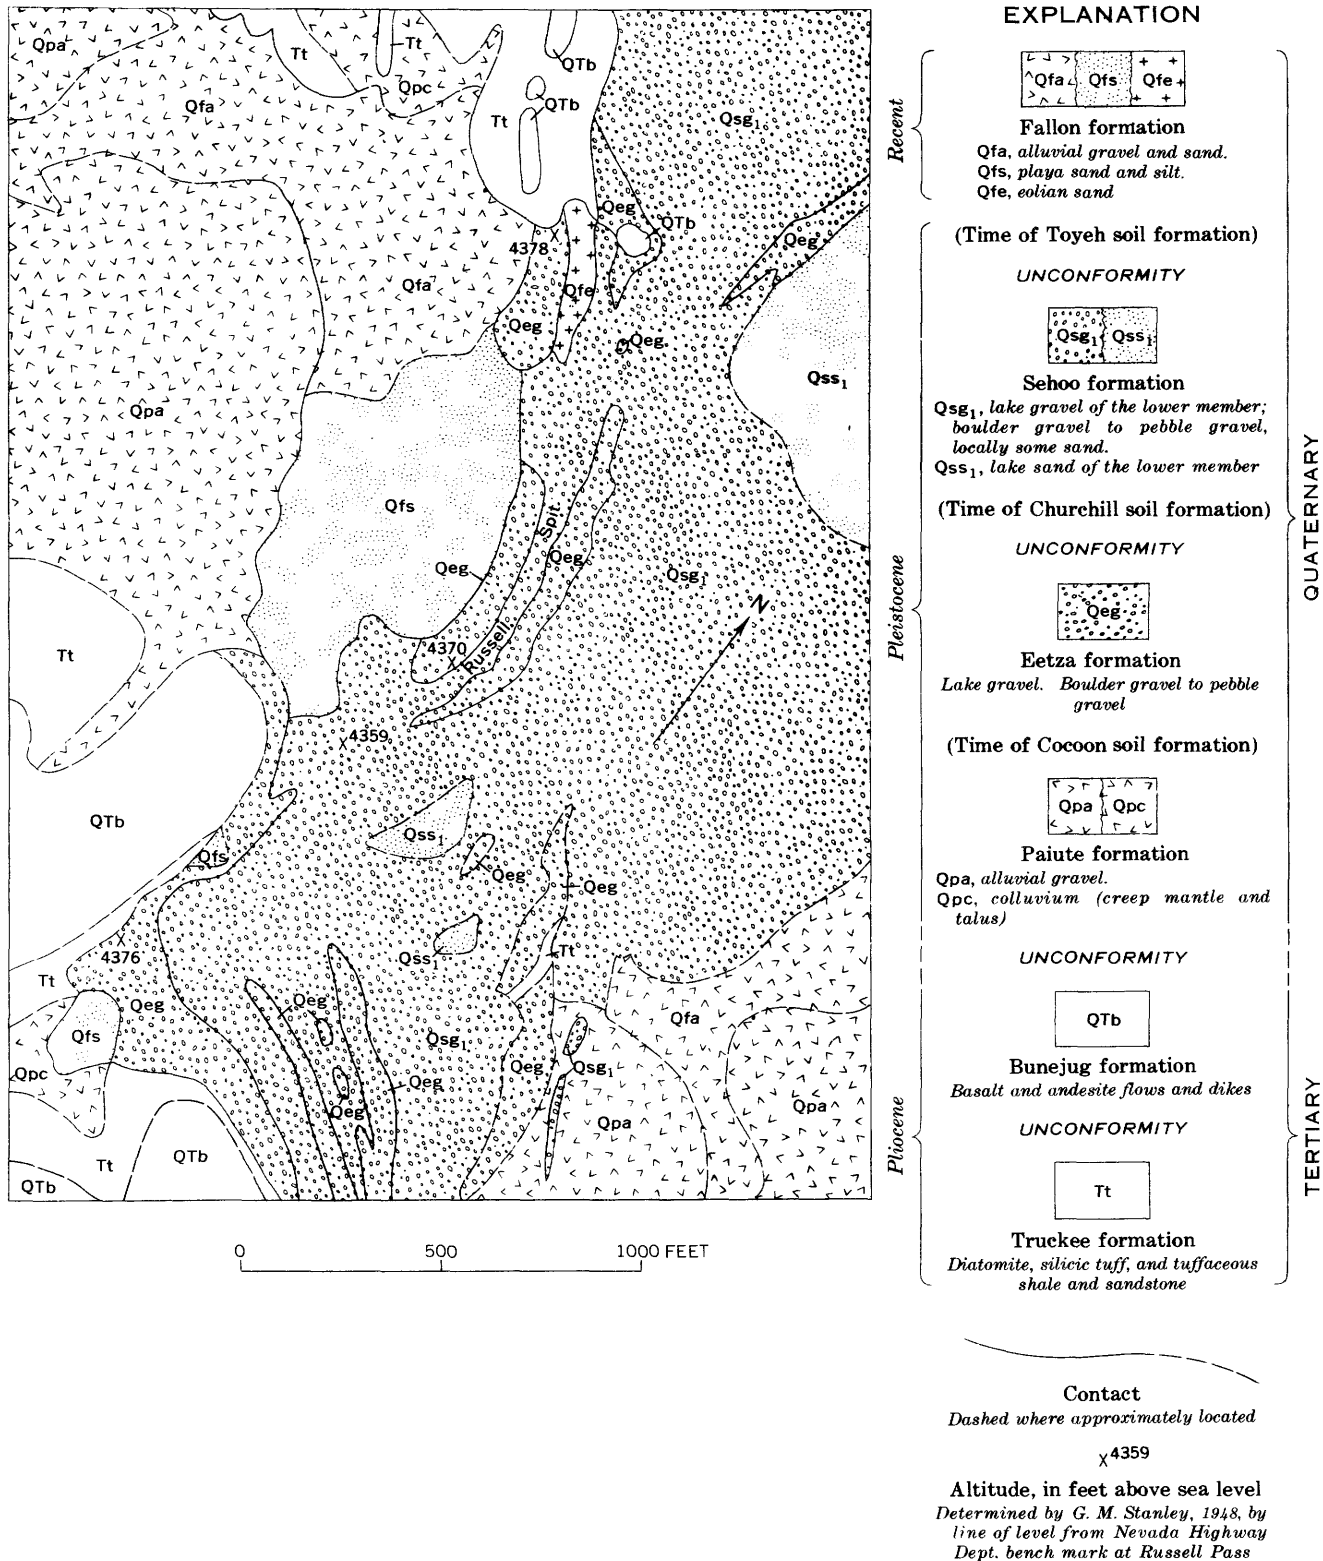 Qpa
Tt
Tt
Qpc
QTb
QTb
Qfa
Tt
Qsg1
Qeg
QTb
4378
Qeg
Qfa
Qfe
Qeg
Qeg
Qss1
Qpa
Qfs
Spit
Qeg
Qeg
Qsg1
N
Tt
4370
Russell
4359
QTb
Qss1
Qfs
Qeg
Qeg
4376
Qss1
Tt
Tt
Qeg
Qeg
Qfa
Qfs
Qsg1
Qpc
Qeg
Qeg
Qsg1
Qeg
Qpa
Qpa
Tt
QTb
QTb
0 500 1000 FEET
EXPLANATION
Recent
Qfa Qfs Qfe
Fallon formation
Qfa, alluvial gravel and sand.
Qfs, playa sand and silt.
Qfe, eolian sand
(Time of Toyeh soil formation)
UNCONFORMITY
Qsg1 Qss1
Sehoo formation
Qsg1, lake gravel of the lower member;
boulder gravel to pebble gravel,
locally some sand.
Qss1, lake sand of the lower member
(Time of Churchill soil formation)
UNCONFORMITY
Pleistocene
QUATERNARY
Qeg
Eetza formation
Lake gravel. Boulder gravel to pebble
gravel
(Time of Cocoon soil formation)
Qpa Qpc
Paiute formation
Qpa, alluvial gravel.
Qpc, colluvium (creep mantle and
talus)
UNCONFORMITY
QTb
Bunejug formation
Basalt and andesite flows and dikes
UNCONFORMITY
Pliocene
TERTIARY
Tt
Truckee formation
Diatomite, silicic tuff, and tuffaceous
shale and sandstone
Contact
Dashed where approximately located
x4359
Altitude, in feet above sea level
Determined by G. M. Stanley, 1948, by
line of level from Nevada Highway
Dept. bench mark at Russell Pass